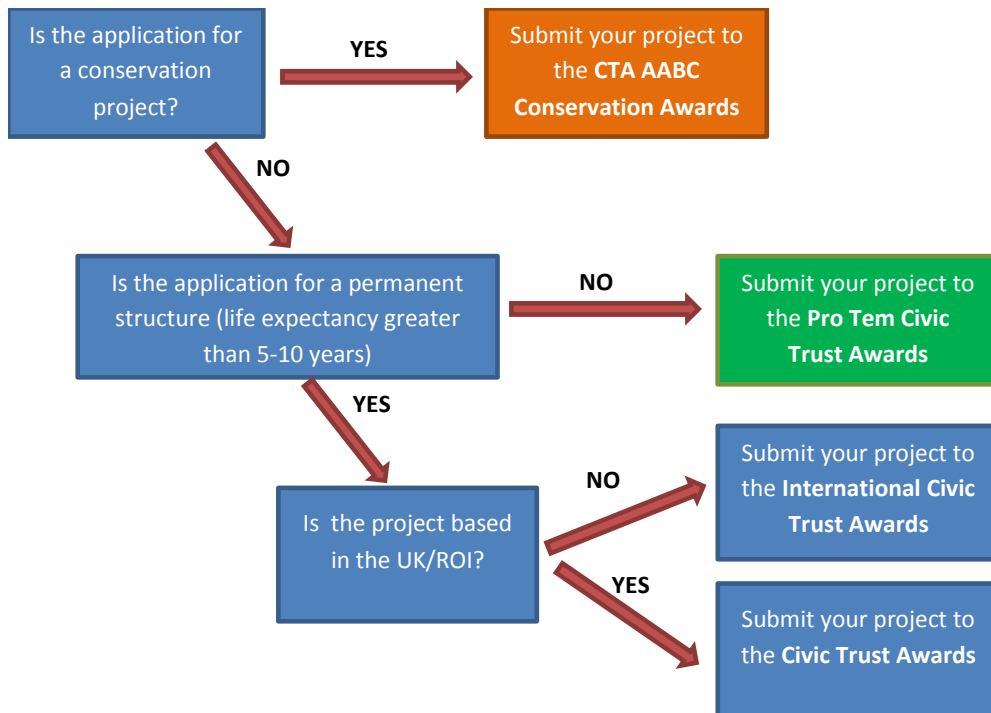 Is the application for
a conservation
project?
YES
Submit your project to
the CTA AABC
Conservation Awards
NO
Is the application for a permanent
structure (life expectancy greater
than 5-10 years)
NO
Submit your project to
the Pro Tem Civic
Trust Awards
YES
Is the project based
in the UK/ROI?
NO
Submit your project to
the International Civic
Trust Awards
YES
Submit your project to
the Civic Trust Awards